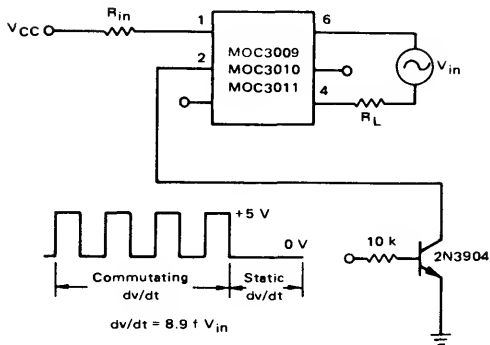 VCC
Rin
1
2
MOC3009
MOC3010
MOC3011
6
4
Vin
RL
+5 V
0 V
Commutating
dv/dt
Static
dv/dt
dv/dt = 8.9 f Vin
10 k
2N3904